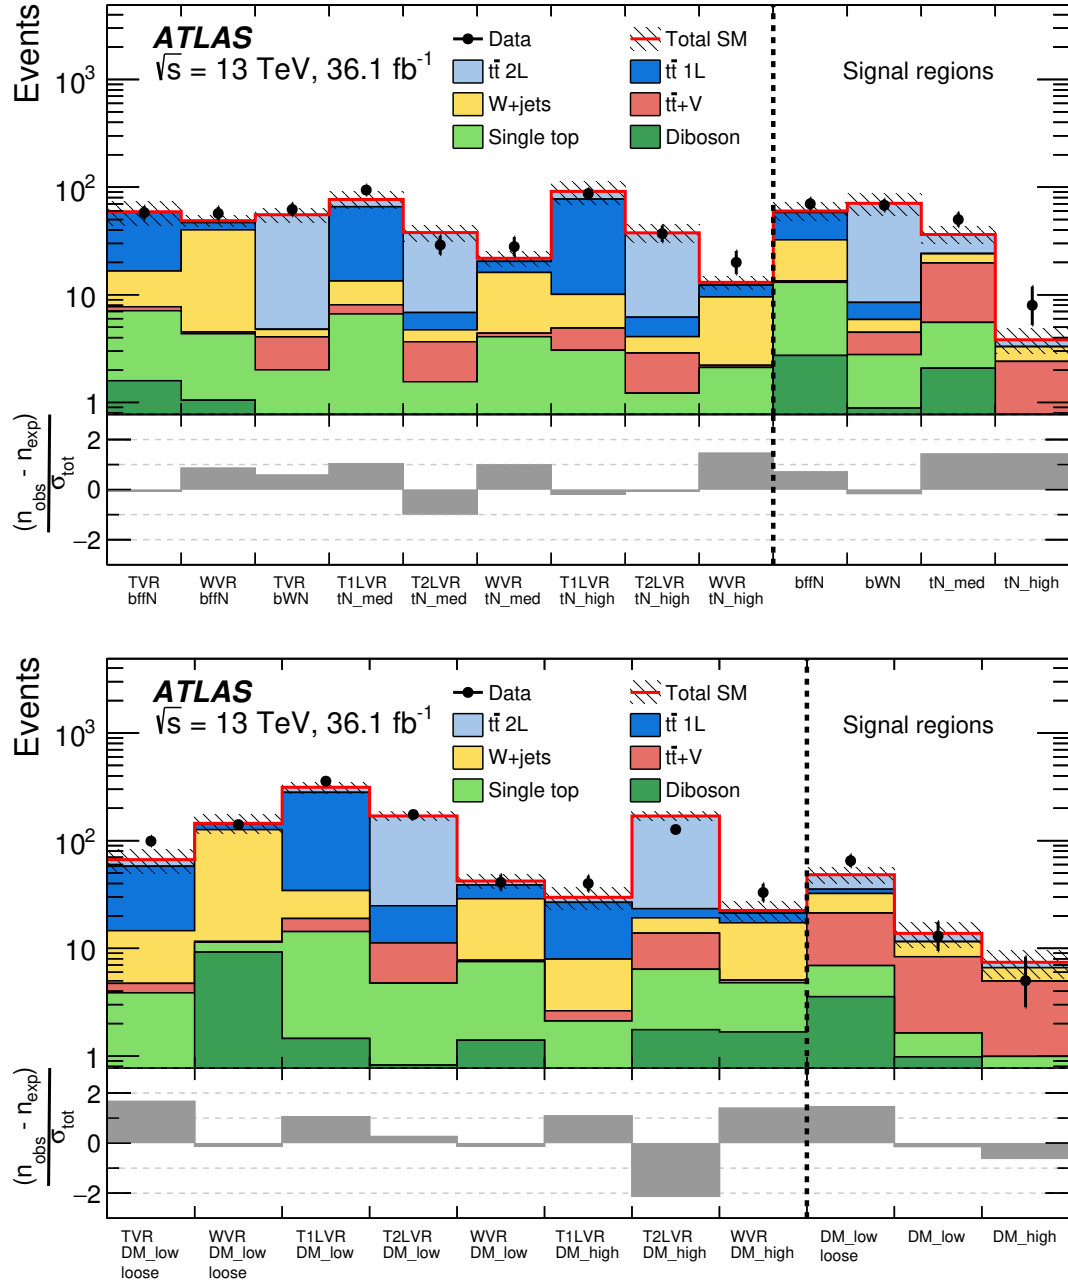 Events
10³
10²
10
1
ATLAS
√s = 13 TeV, 36.1 fb⁻¹
Data
Total SM
tt̄ 2L
tt̄ 1L
W+jets
tt̄+V
Single top
Diboson
Signal regions
(n_obs - n_exp)
σ_tot
2
0
−2
TVR WVR TVR T1LVR T2LVR WVR T1LVR T2LVR WVR bffN bWN tN_med tN_high
bffN bffN bWN tN_med tN_med tN_med tN_high tN_high tN_high
Events
10³
10²
10
1
ATLAS
√s = 13 TeV, 36.1 fb⁻¹
Data
Total SM
tt̄ 2L
tt̄ 1L
W+jets
tt̄+V
Single top
Diboson
Signal regions
(n_obs - n_exp)
σ_tot
2
0
−2
TVR WVR T1LVR T2LVR WVR T1LVR T2LVR WVR DM_low DM_low DM_high
DM_low DM_low DM_low DM_low DM_low DM_high DM_high DM_high loose
loose loose